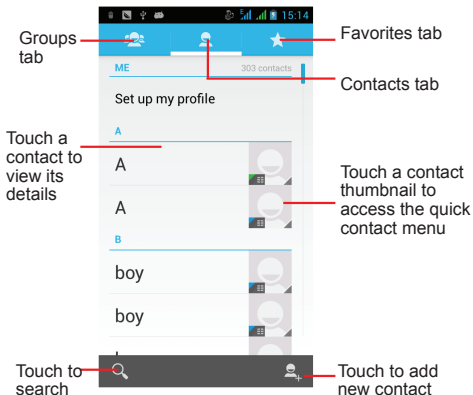 15:14
Groups tab
Favorites tab
Contacts tab
ME 303 contacts
Set up my profile
A
Touch a
contact to
view its
details
A
A
Touch a contact
thumbnail to
access the quick
contact menu
B
boy
boy
Touch to
search
Touch to add
new contact